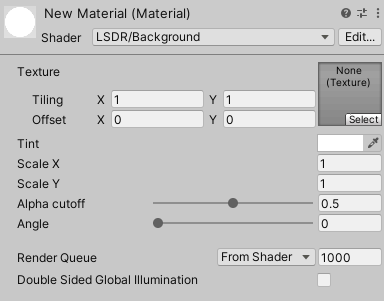 New Material (Material)
Shader LSDR/Background Edit...
Texture None (Texture)
Tiling X 1 Y 1
Offset X 0 Y 0 Select
Tint
Scale X 1
Scale Y 1
Alpha cutoff 0.5
Angle 0
Render Queue From Shader 1000
Double Sided Global Illumination